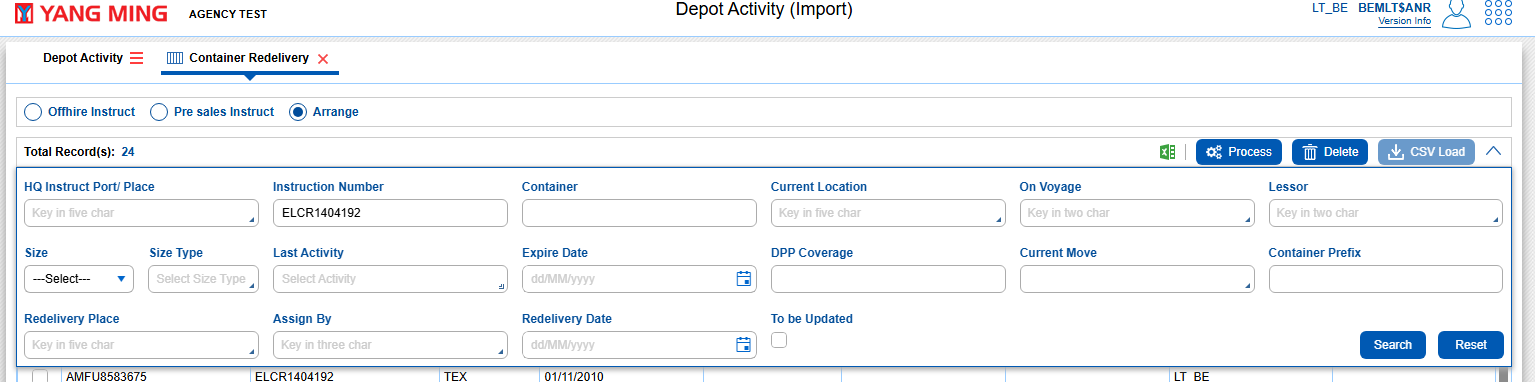 YANG MING AGENCY TEST Depot Activity (Import) LT_BE BEMLT$ANR
Version Info
Depot Activity Container Redelivery
Offhire Instruct Pre sales Instruct Arrange
Total Record(s): 24 Process Delete CSV Load
HQ Instruct Port/ Place Instruction Number Container Current Location On Voyage Lessor
Key in five char ELCR1404192 Key in five char Key in two char Key in two char
Size Size Type Last Activity Expire Date DPP Coverage Current Move Container Prefix
---Select--- Select Size Type Select Activity dd/MM/yyyy
Redelivery Place Assign By Redelivery Date To be Updated
Key in five char Key in three char dd/MM/yyyy Search Reset
AMFU8583675 ELCR1404192 TEX 01/11/2010 LT_BE